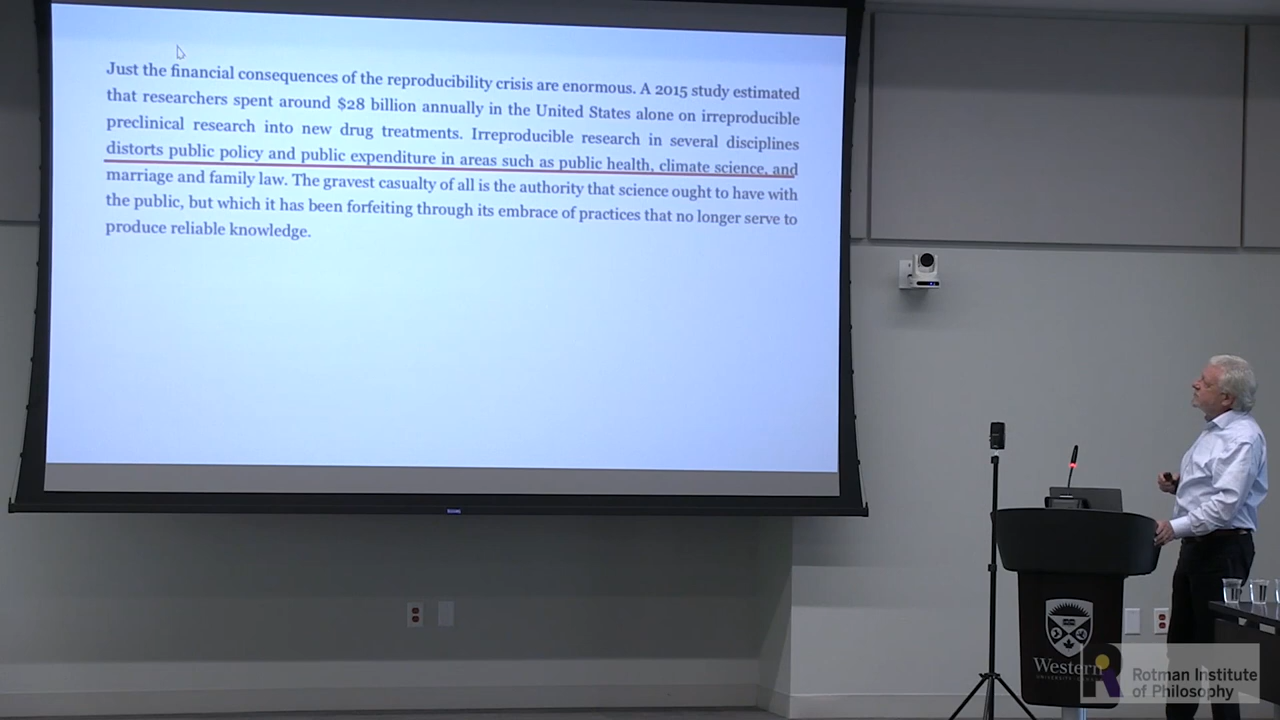 Just the financial consequences of the reproducibility crisis are enormous. A 2015 study estimated
that researchers spent around $28 billion annually in the United States alone on irreproducible
preclinical research into new drug treatments. Irreproducible research in several disciplines
distorts public policy and public expenditure in areas such as public health, climate science, and
marriage and family law. The gravest casualty of all is the authority that science ought to have with
the public, but which it has been forfeiting through its embrace of practices that no longer serve to
produce reliable knowledge.
Western
R
Rotman Institute
of Philosophy